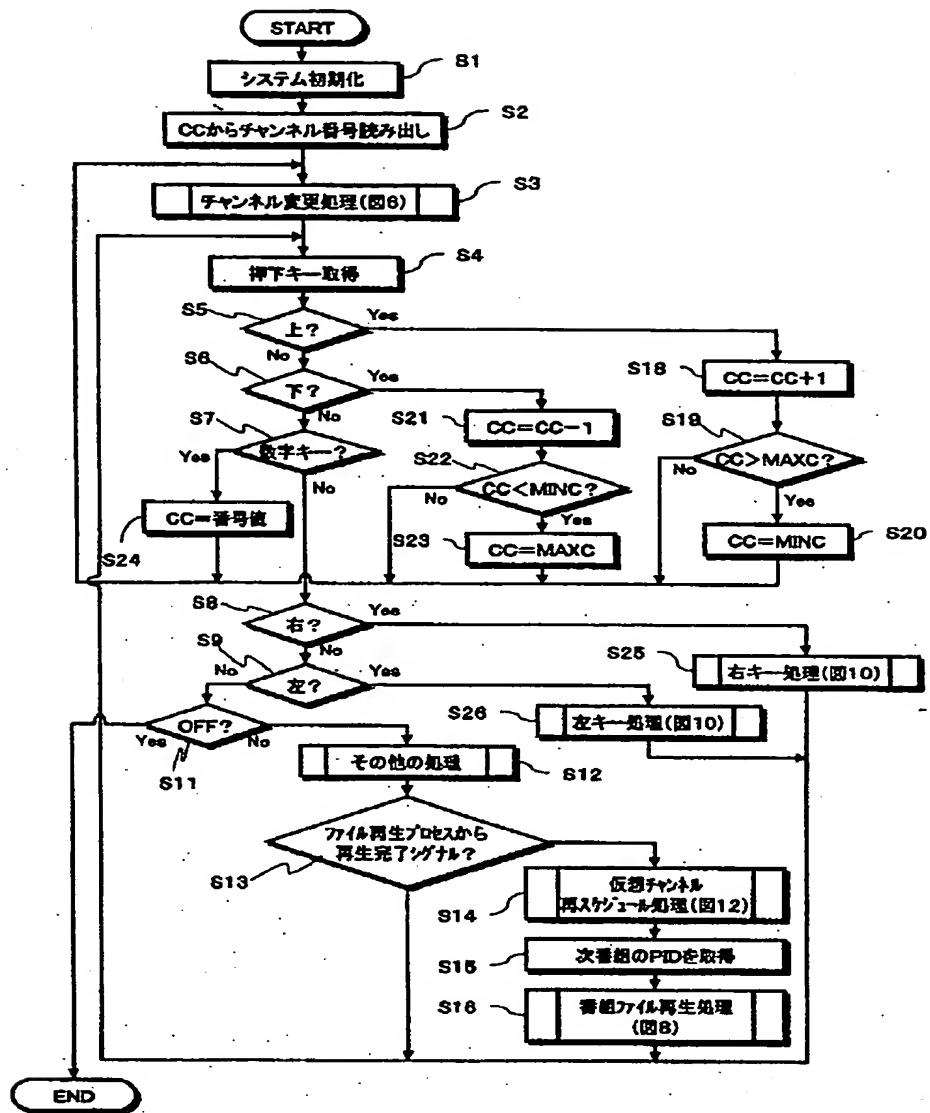 START
システム初期化
S1
CCからチャンネル番号読み出し
S2
チャンネル変更処理(図6)
S3
押下キー取得
S4
S5
上?
Yes
No
S6
下?
Yes
No
S7
数字キー?
Yes
No
CC=番号値
S24
S21
CC=CC-1
S22
CC<MINC?
No
Yes
S23
CC=MAXC
S18
CC=CC+1
S19
CC>MAXC?
No
Yes
CC=MINC
S20
S8
右?
Yes
No
S25
右キー処理(図10)
S9
左?
No
Yes
S26
左キー処理(図10)
OFF?
Yes
No
S11
その他の処理
S12
ファイル再生プロセスから
再生完了シグナル?
S13
仮想チャンネル
再スケジュール処理(図12)
S14
次番組のPIDを取得
S15
番組ファイル再生処理
(図8)
S16
END